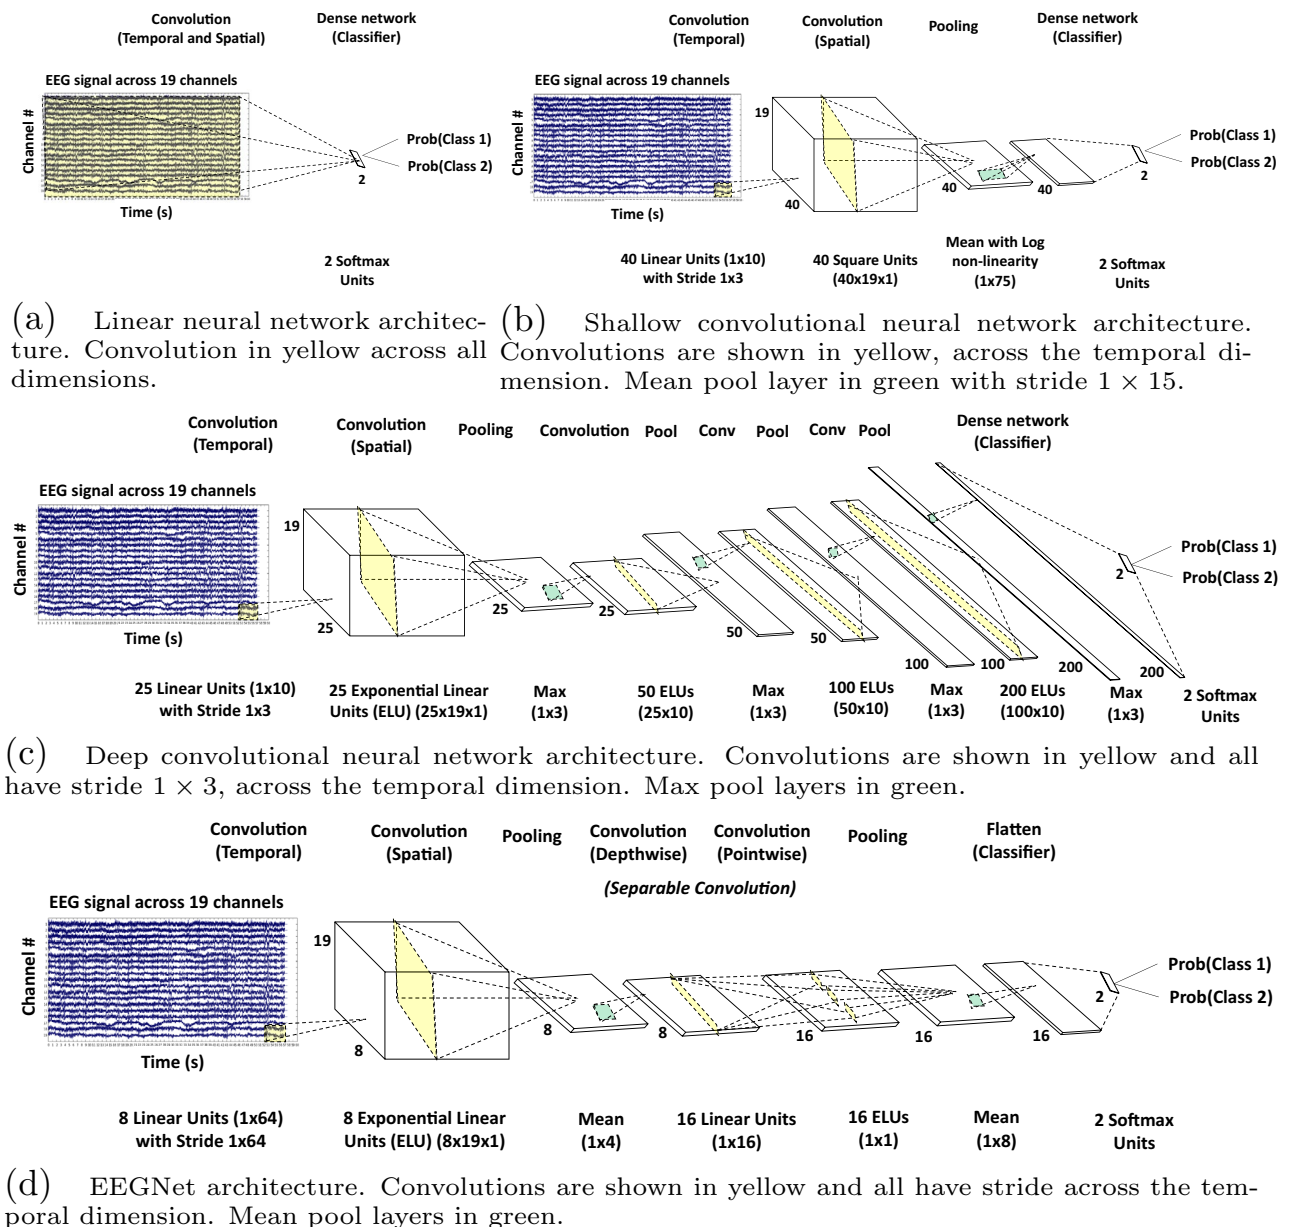 Convolution
(Temporal and Spatial)
Dense network
(Classifier)
EEG signal across 19 channels
Channel #
Time (s)
2
Prob(Class 1)
Prob(Class 2)
2 Softmax
Units
(a) Linear neural network architec-
ture. Convolution in yellow across all
dimensions.
Convolution
(Temporal)
Convolution
(Spatial)
Pooling
Dense network
(Classifier)
EEG signal across 19 channels
Channel #
Time (s)
19
40
40
40
2
Prob(Class 1)
Prob(Class 2)
40 Linear Units (1x10)
with Stride 1x3
40 Square Units
(40x19x1)
Mean with Log
non-linearity
(1x75)
2 Softmax
Units
(b) Shallow convolutional neural network architecture.
Convolutions are shown in yellow, across the temporal di-
mension. Mean pool layer in green with stride 1 × 15.
Convolution
(Temporal)
Convolution
(Spatial)
Pooling
Convolution
Pool
Conv
Pool
Conv
Pool
Dense network
(Classifier)
EEG signal across 19 channels
Channel #
Time (s)
19
25
25
25
50
50
100
100
200
200
2
Prob(Class 1)
Prob(Class 2)
25 Linear Units (1x10)
with Stride 1x3
25 Exponential Linear
Units (ELU) (25x19x1)
Max
(1x3)
50 ELUs
(25x10)
Max
(1x3)
100 ELUs
(50x10)
Max
(1x3)
200 ELUs
(100x10)
Max
(1x3)
2 Softmax
Units
(c) Deep convolutional neural network architecture. Convolutions are shown in yellow and all
have stride 1 × 3, across the temporal dimension. Max pool layers in green.
Convolution
(Temporal)
Convolution
(Spatial)
Pooling
Convolution
(Depthwise)
Convolution
(Pointwise)
(Separable Convolution)
Pooling
Flatten
(Classifier)
EEG signal across 19 channels
Channel #
Time (s)
19
8
8
8
16
16
16
2
Prob(Class 1)
Prob(Class 2)
8 Linear Units (1x64)
with Stride 1x64
8 Exponential Linear
Units (ELU) (8x19x1)
Mean
(1x4)
16 Linear Units
(1x16)
16 ELUs
(1x1)
Mean
(1x8)
2 Softmax
Units
(d) EEGNet architecture. Convolutions are shown in yellow and all have stride across the tem-
poral dimension. Mean pool layers in green.